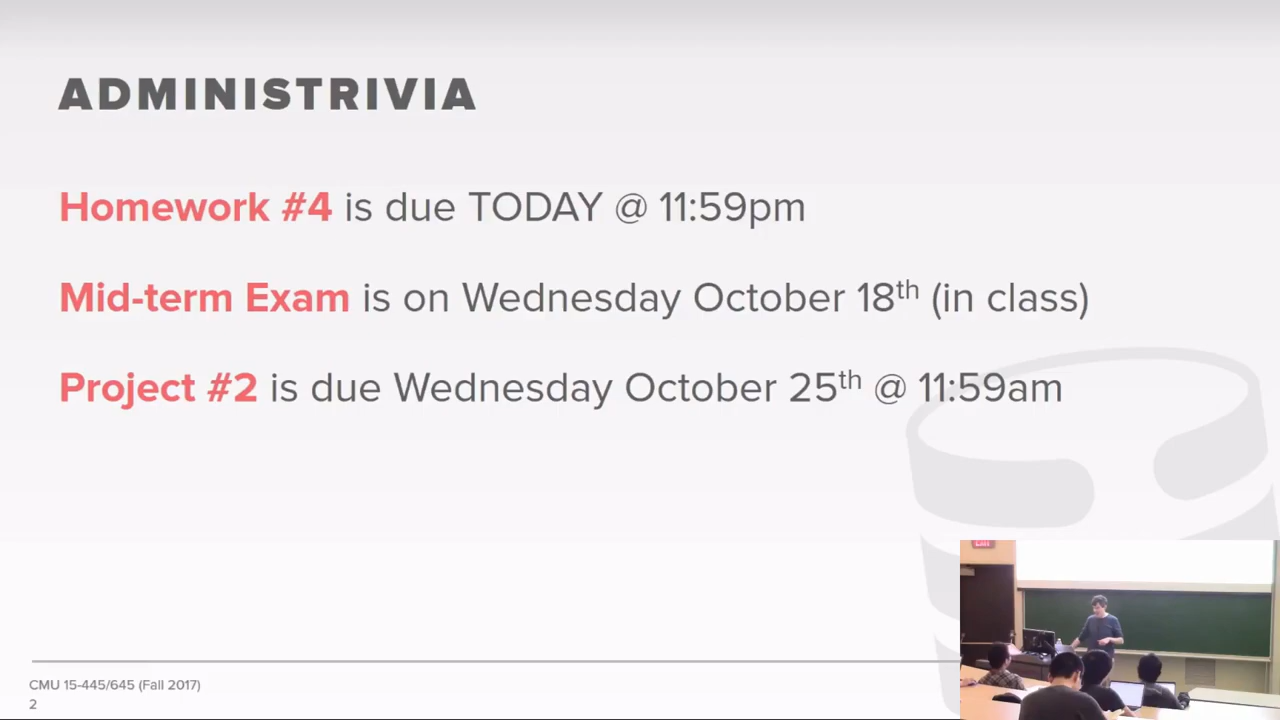 ADMINISTRIVIA
Homework #4 is due TODAY @ 11:59pm
Mid-term Exam is on Wednesday October 18th (in class)
Project #2 is due Wednesday October 25th @ 11:59am
CMU 15-445/645 (Fall 2017)
2